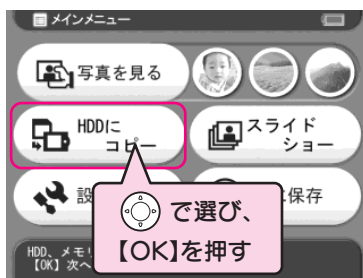 メインメニュー
写真を見る
HDDに
コピー
スライド
ショー
設
保存
で選び、
【OK】を押す
HDD、メモリ
【OK】次へ